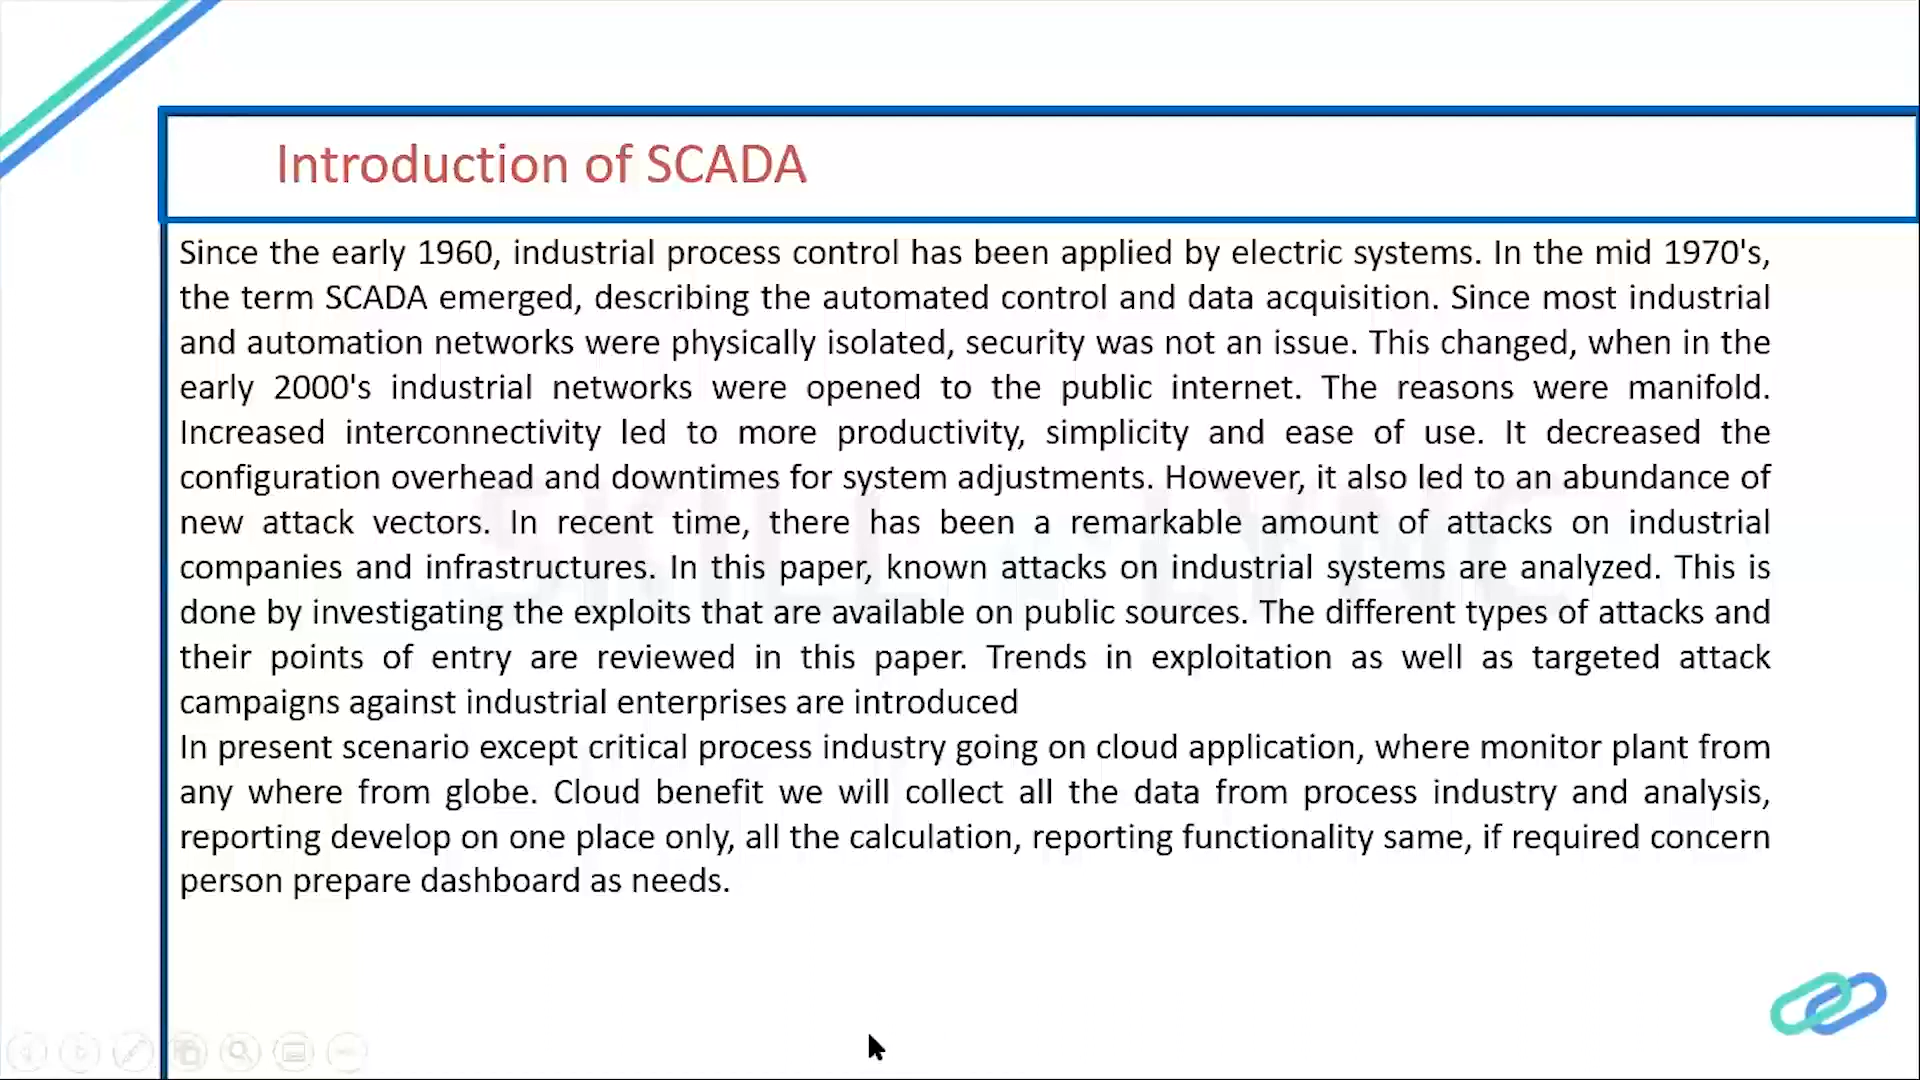 Introduction of SCADA
Since the early 1960, industrial process control has been applied by electric systems. In the mid 1970's,
the term SCADA emerged, describing the automated control and data acquisition. Since most industrial
and automation networks were physically isolated, security was not an issue. This changed, when in the
early 2000's industrial networks were opened to the public internet. The reasons were manifold.
Increased interconnectivity led to more productivity, simplicity and ease of use. It decreased the
configuration overhead and downtimes for system adjustments. However, it also led to an abundance of
new attack vectors. In recent time, there has been a remarkable amount of attacks on industrial
companies and infrastructures. In this paper, known attacks on industrial systems are analyzed. This is
done by investigating the exploits that are available on public sources. The different types of attacks and
their points of entry are reviewed in this paper. Trends in exploitation as well as targeted attack
campaigns against industrial enterprises are introduced
In present scenario except critical process industry going on cloud application, where monitor plant from
any where from globe. Cloud benefit we will collect all the data from process industry and analysis,
reporting develop on one place only, all the calculation, reporting functionality same, if required concern
person prepare dashboard as needs.